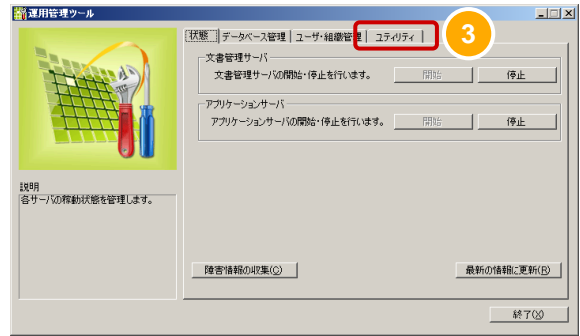 運用管理ツール
状態 データベース管理 ユーザ・組織管理 ユティリティ
3
文書管理サーバ
文書管理サーバの開始・停止を行います。 開始 停止
アプリケーションサーバ
アプリケーションサーバの開始・停止を行います。 開始 停止
説明
各サーバの稼動状態を管理します。
障害情報の収集(C) 最新の情報に更新(R)
終了(X)